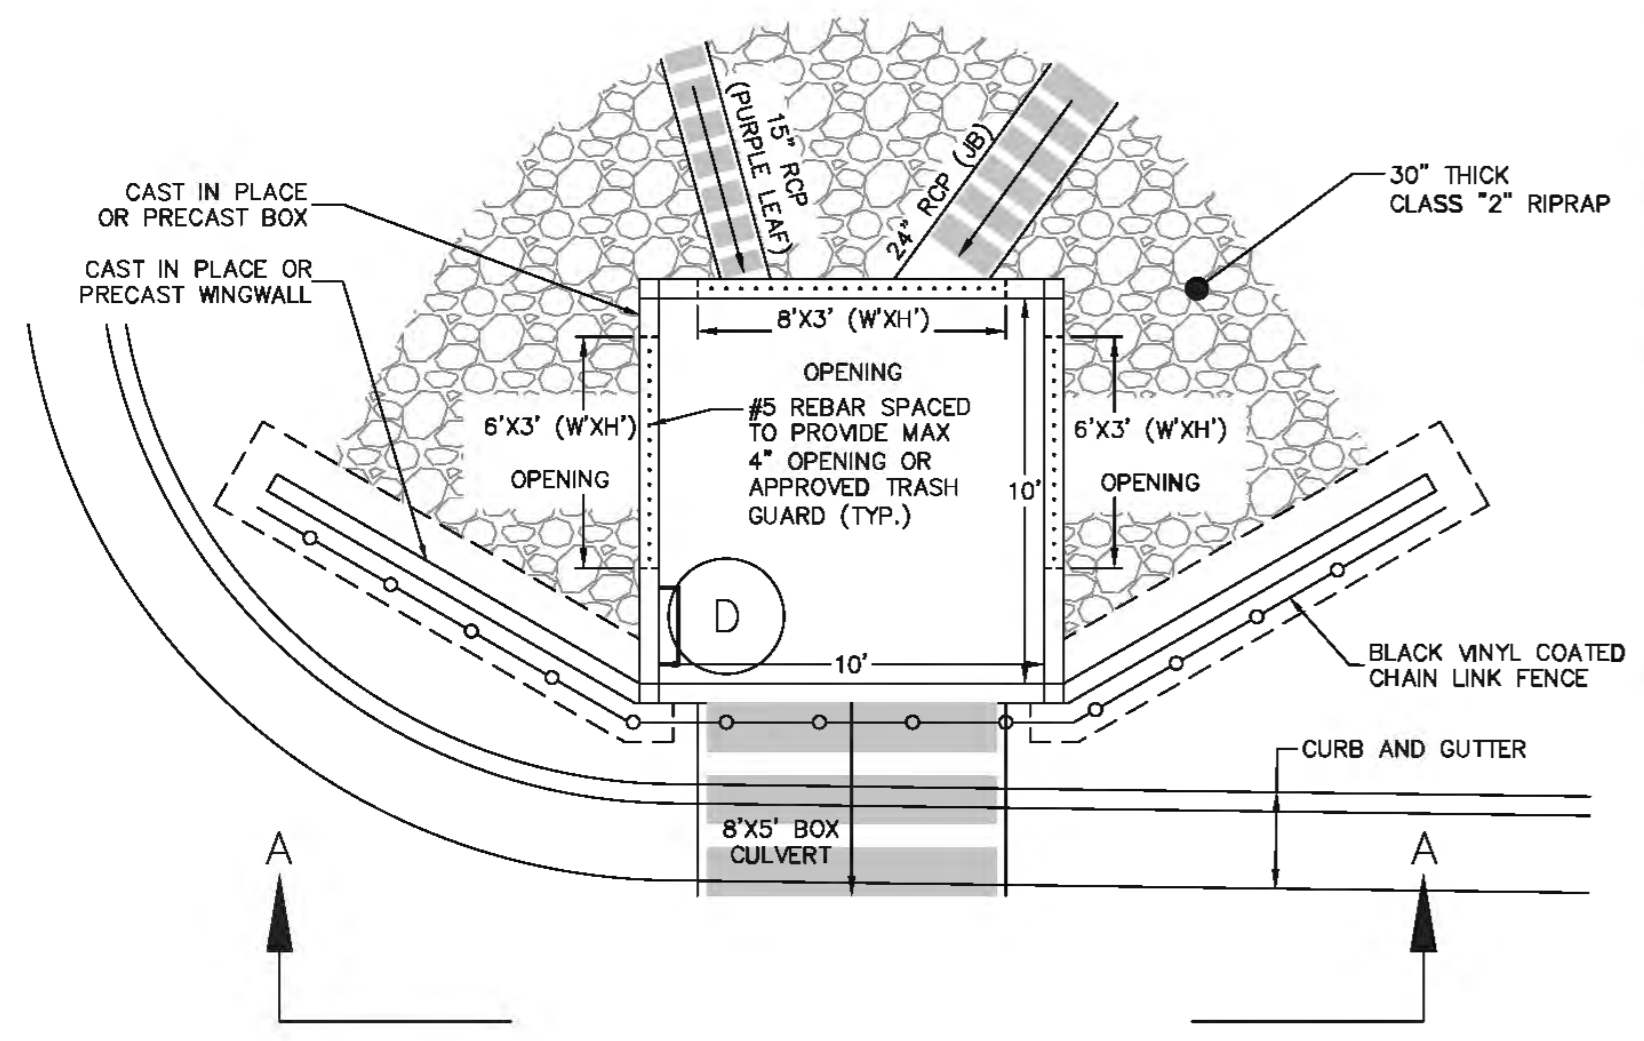 15" RCP
(PURPLE LEAF)
24" RCP (JB)
30" THICK
CLASS "2" RIPRAP
CAST IN PLACE
OR PRECAST BOX
CAST IN PLACE OR
PRECAST WINGWALL
8'X3' (W'XH')
OPENING
#5 REBAR SPACED
TO PROVIDE MAX
4" OPENING OR
APPROVED TRASH
GUARD (TYP.)
6'X3' (W'XH')
OPENING
6'X3' (W'XH')
OPENING
10'
D
10'
BLACK VINYL COATED
CHAIN LINK FENCE
CURB AND GUTTER
8'X5' BOX
CULVERT
A
A